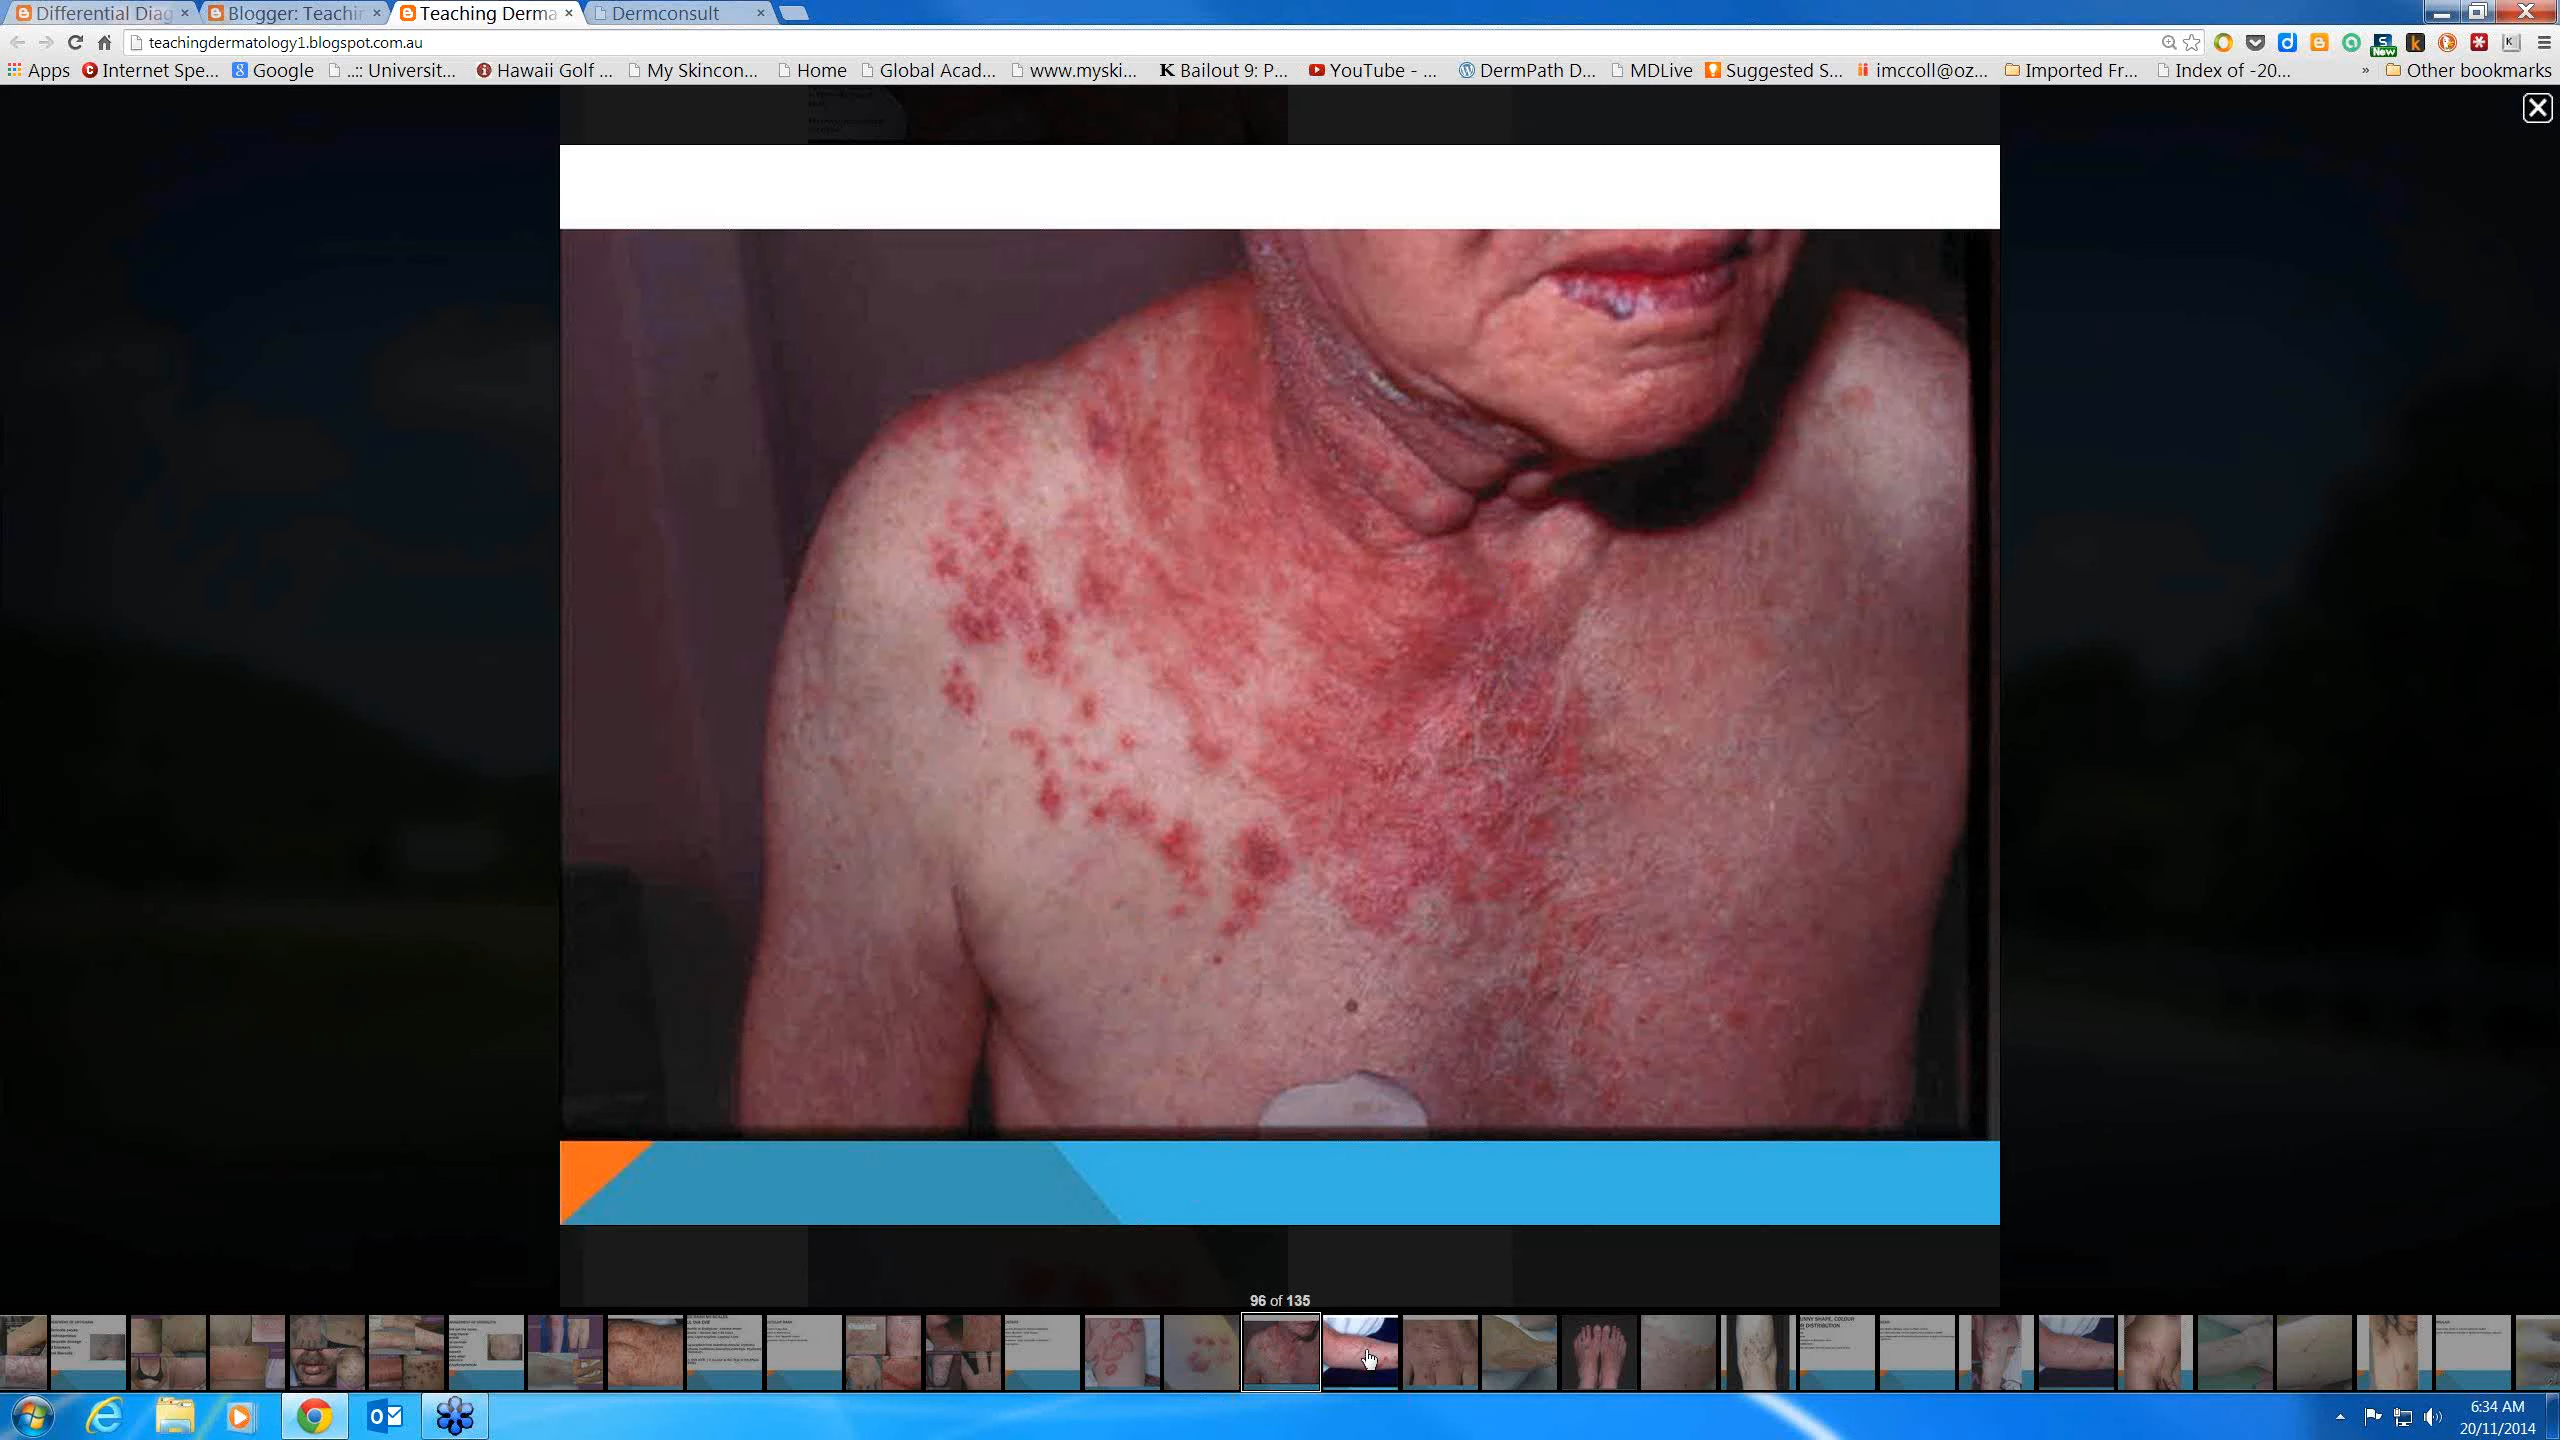 Differential Diag
Blogger: Teachin
Teaching Derma
Dermconsult
teachingdermatology1.blogspot.com.au
Apps
Internet Spe...
Google
..:: Universit...
Hawaii Golf ...
My Skincon...
Home
Global Acad...
www.myski...
Bailout 9: P...
YouTube - ...
DermPath D...
MDLive
Suggested S...
imccoll@oz...
Imported Fr...
Index of -20...
»
Other bookmarks
New
96 of 135
6:34 AM
20/11/2014